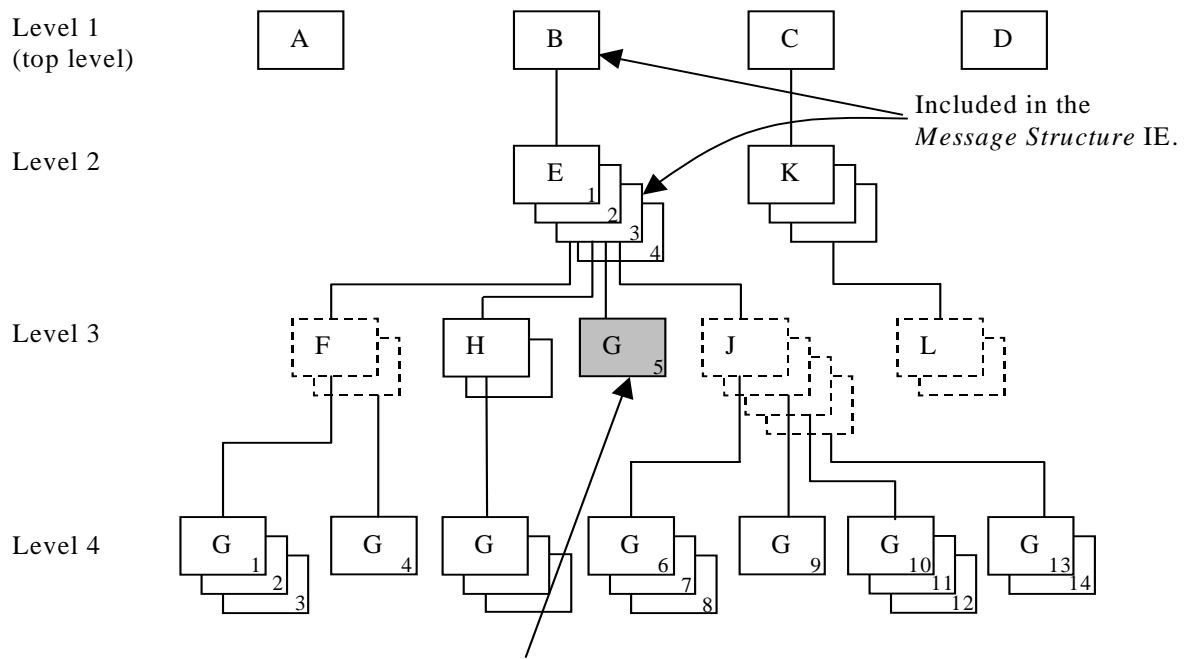 Level 1
(top level)
A
B
C
D
Included in the
Message Structure IE.
Level 2
E
1
2
3
4
K
Level 3
F
H
G
5
J
L
Level 4
G
1
2
3
G
4
G
G
6
7
8
G
9
G
10
11
12
G
13
14